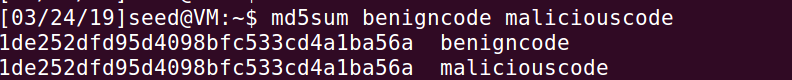 [03/24/19]seed@VM:~$ md5sum benigncode maliciouscode
1de252dfd95d4098bfc533cd4a1ba56a  benigncode
1de252dfd95d4098bfc533cd4a1ba56a  maliciouscode